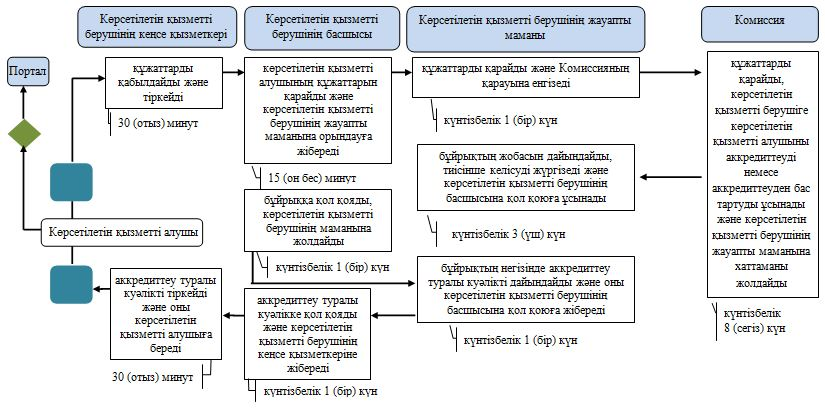 Көрсетілетін қызметті
берушінің кеңсе қызметкері
Көрсетілетін қызметті
берушінің басшысы
Көрсетілетін қызметті берушінің жауапты
маманы
Комиссия
Портал
құжаттарды
қабылдайды және
тіркейді
30 (отыз) минут
көрсетілетін қызметті
алушының құжаттарын
қарайды және
көрсетілетін қызметті
берушінің жауапты
маманына орындауға
жібереді
15 (он бес) минут
құжаттарды қарайды және Комиссияның
қарауына енгізеді
күнтізбелік 1 (бір) күн
құжаттарды
қарайды,
көрсетілетін
қызметті берушіге
көрсетілетін
қызметті алушыны
аккредиттеуді
немесе
аккредиттеуден бас
тартуды ұсынады
және көрсетілетін
қызметті берушінің
жауапты маманына
хаттаманы
жолдайды
күнтізбелік
8 (сегіз) күн
бұйрықтың жобасын дайындайды,
тиісінше келісуді жүргізеді және
көрсетілетін қызметті берушінің
басшысына қол қоюға ұсынады
күнтізбелік 3 (үш) күн
бұйрыққа қол қояды,
көрсетілетін қызметті
берушінің маманына
жолдайды
күнтізбелік 1 (бір) күн
Көрсетілетін қызметті алушы
бұйрықтың негізінде аккредиттеу
туралы куәлікті дайындайды және оны
көрсетілетін қызметті берушінің
басшысына қол қоюға жібереді
күнтізбелік 1 (бір) күн
аккредиттеу туралы
куәлікке қол қояды
және көрсетілетін
қызметті берушінің
кеңсе қызметкеріне
жібереді
күнтізбелік 1 (бір) күн
аккредиттеу туралы
куәлікті тіркейді
және оны
көрсетілетін
қызметті алушыға
береді
30 (отыз) минут